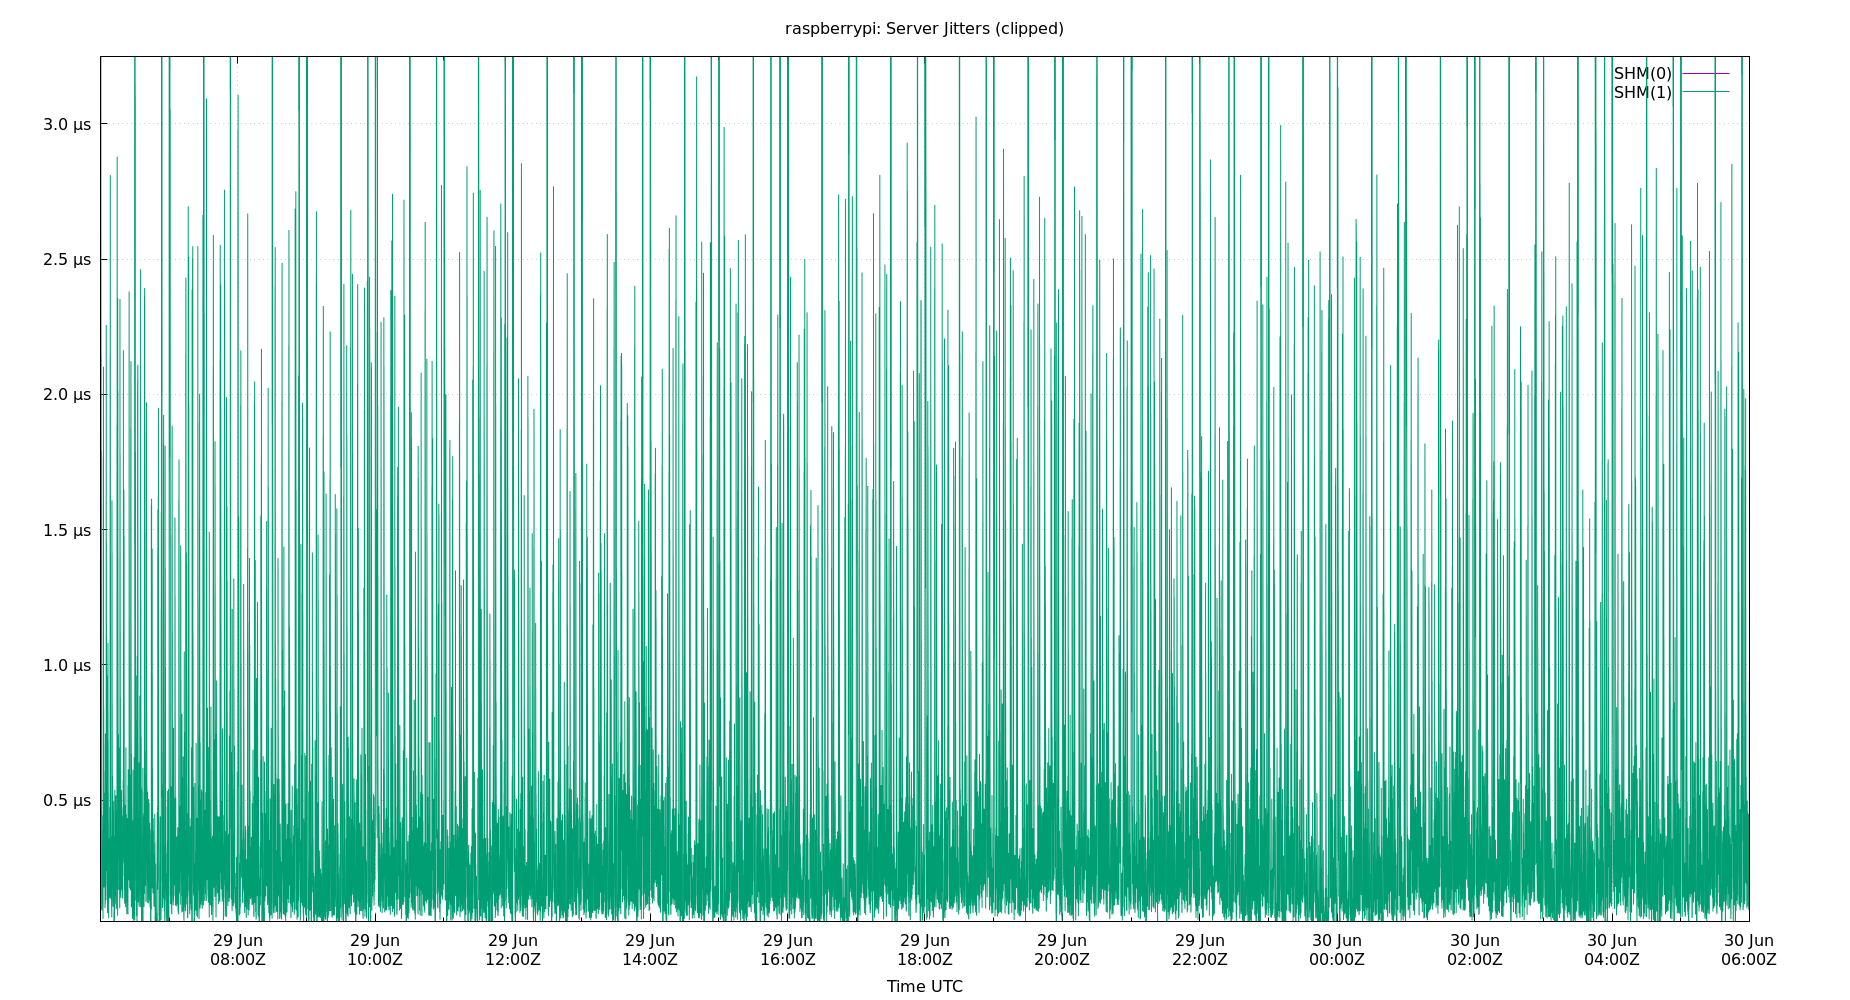 raspberrypi: Server Jitters (clipped)
SHM(0)
SHM(1)
3.0 µs
2.5 µs
2.0 µs
1.5 µs
1.0 µs
0.5 µs
29 Jun 29 Jun 29 Jun 29 Jun 29 Jun 29 Jun 29 Jun 29 Jun 30 Jun 30 Jun 30 Jun 30 Jun
08:00Z 10:00Z 12:00Z 14:00Z 16:00Z 18:00Z 20:00Z 22:00Z 00:00Z 02:00Z 04:00Z 06:00Z
Time UTC